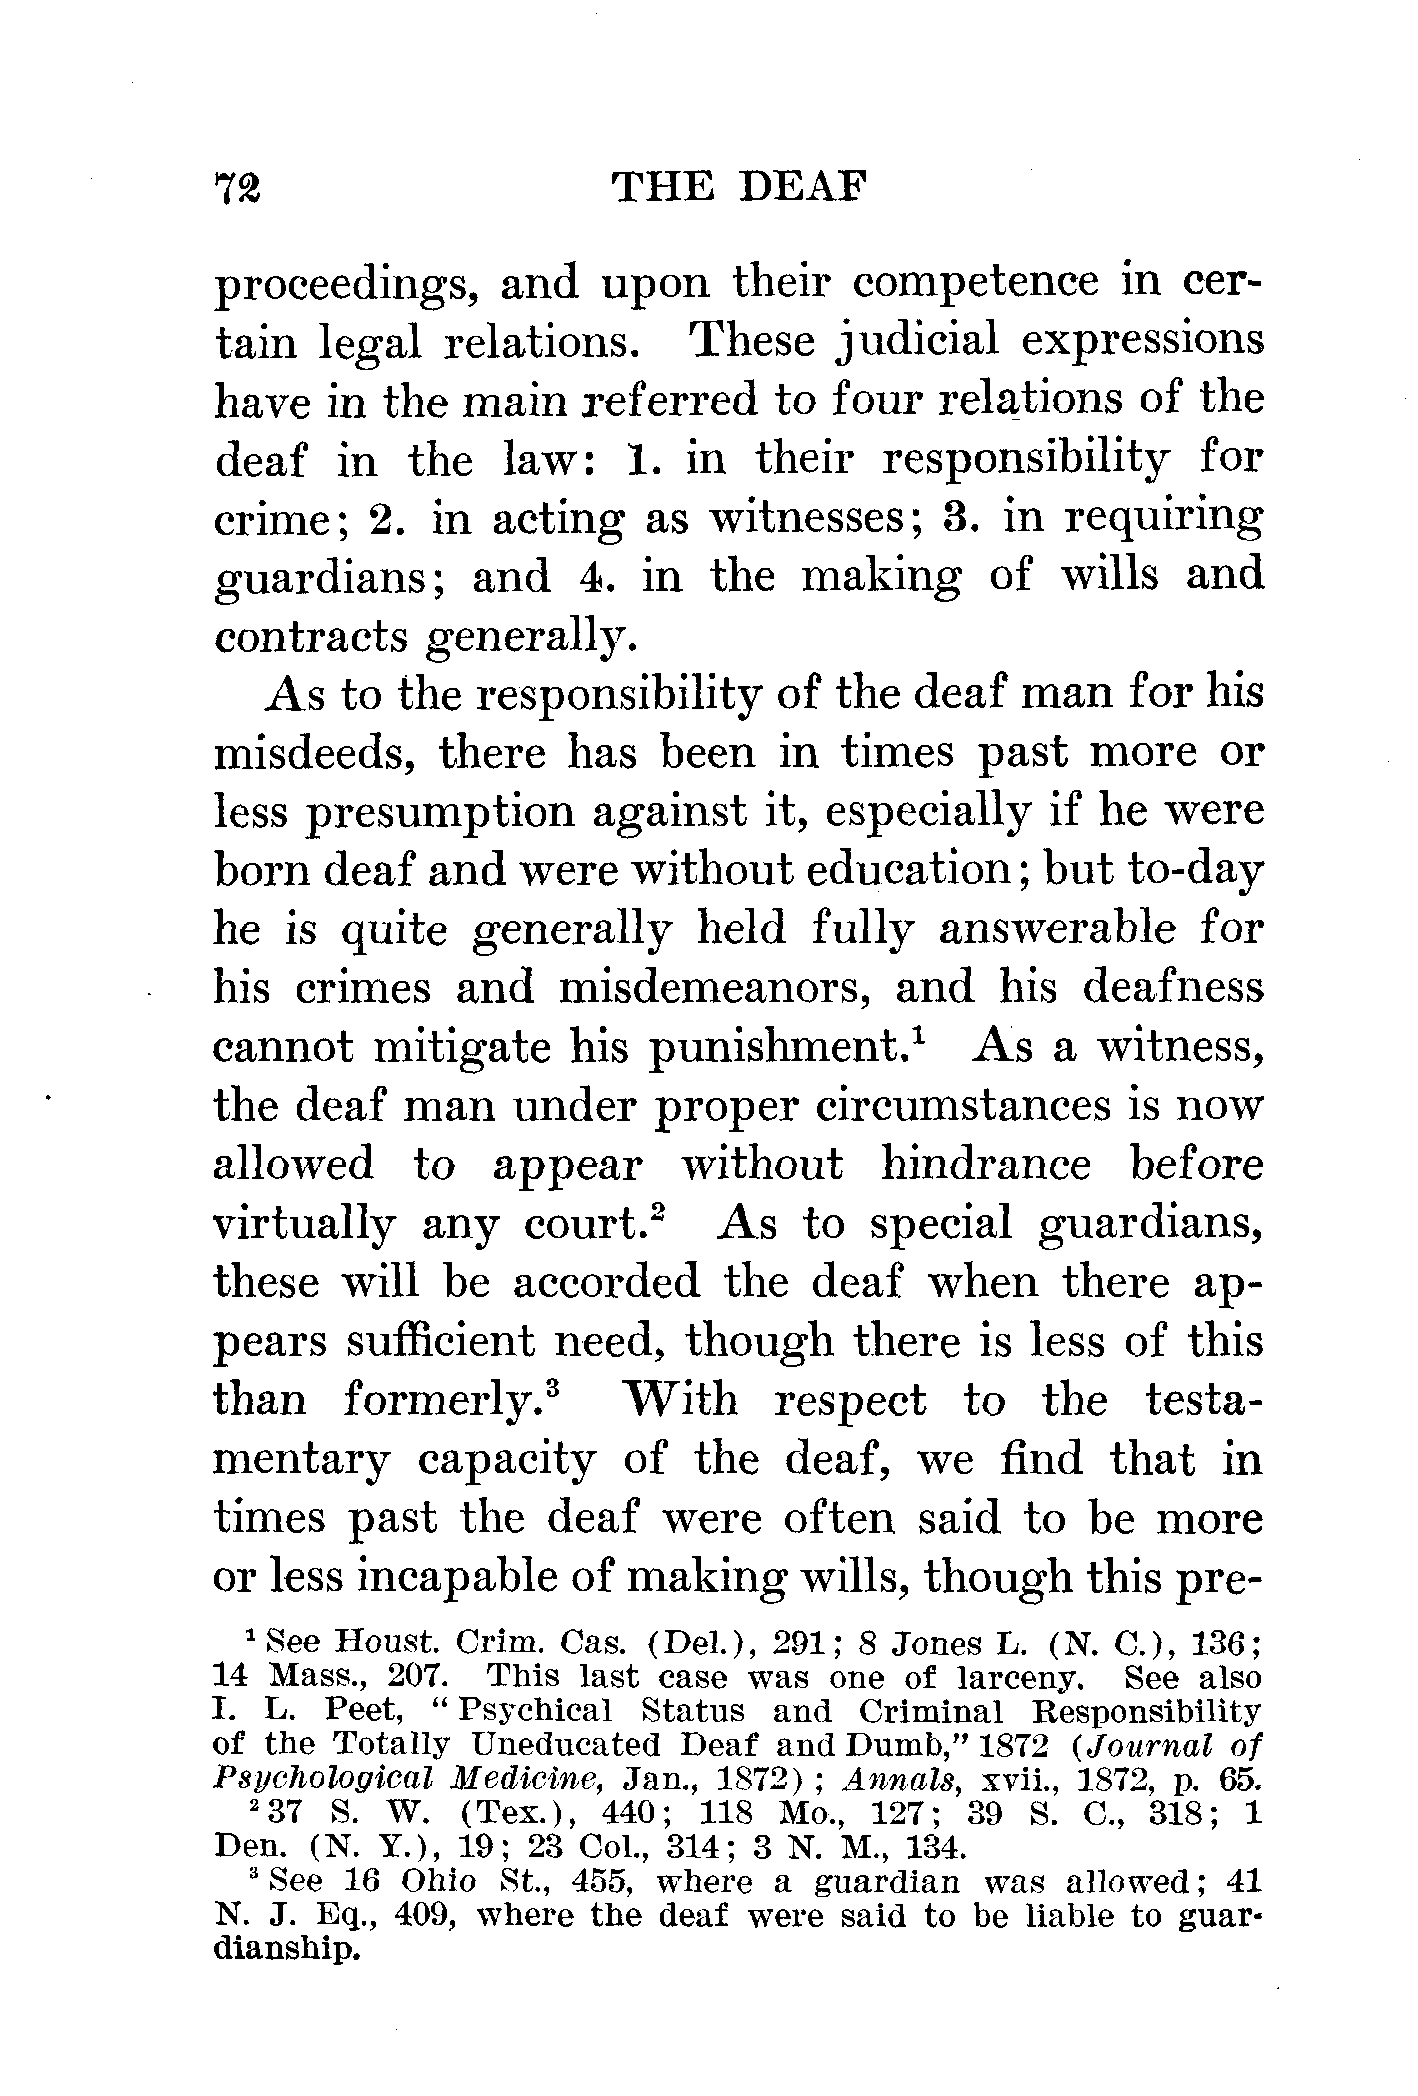 72 THE DEAF
proceedings, and upon their competence in cer-
tain legal relations. These judicial expressions
have in the main referred to four relations of the
deaf in the law: 1. in their responsibility for
crime; 2. in acting as witnesses; 3. in requiring
guardians; and 4. in the making of wills and
contracts generally.
As to the responsibility of the deaf man for his
misdeeds, there has been in times past more or
less presumption against it, especially if he were
born deaf and were without education; but to-day
he is quite generally held fully answerable for
his crimes and misdemeanors, and his deafness
cannot mitigate his punishment.¹ As a witness,
the deaf man under proper circumstances is now
allowed to appear without hindrance before
virtually any court.² As to special guardians,
these will be accorded the deaf when there ap-
pears sufficient need, though there is less of this
than formerly.³ With respect to the testa-
mentary capacity of the deaf, we find that in
times past the deaf were often said to be more
or less incapable of making wills, though this pre-
¹ See Houst. Crim. Cas. (Del.), 291; 8 Jones L. (N. C.), 136;
14 Mass., 207. This last case was one of larceny. See also
I. L. Peet, “Psychical Status and Criminal Responsibility
of the Totally Uneducated Deaf and Dumb,” 1872 (Journal of
Psychological Medicine, Jan., 1872); Annals, xvii., 1872, p. 65.
² 37 S. W. (Tex.), 440; 118 Mo., 127; 39 S. C., 318; 1
Den. (N. Y.), 19; 23 Col., 314; 3 N. M., 134.
³ See 16 Ohio St., 455, where a guardian was allowed; 41
N. J. Eq., 409, where the deaf were said to be liable to guar-
dianship.